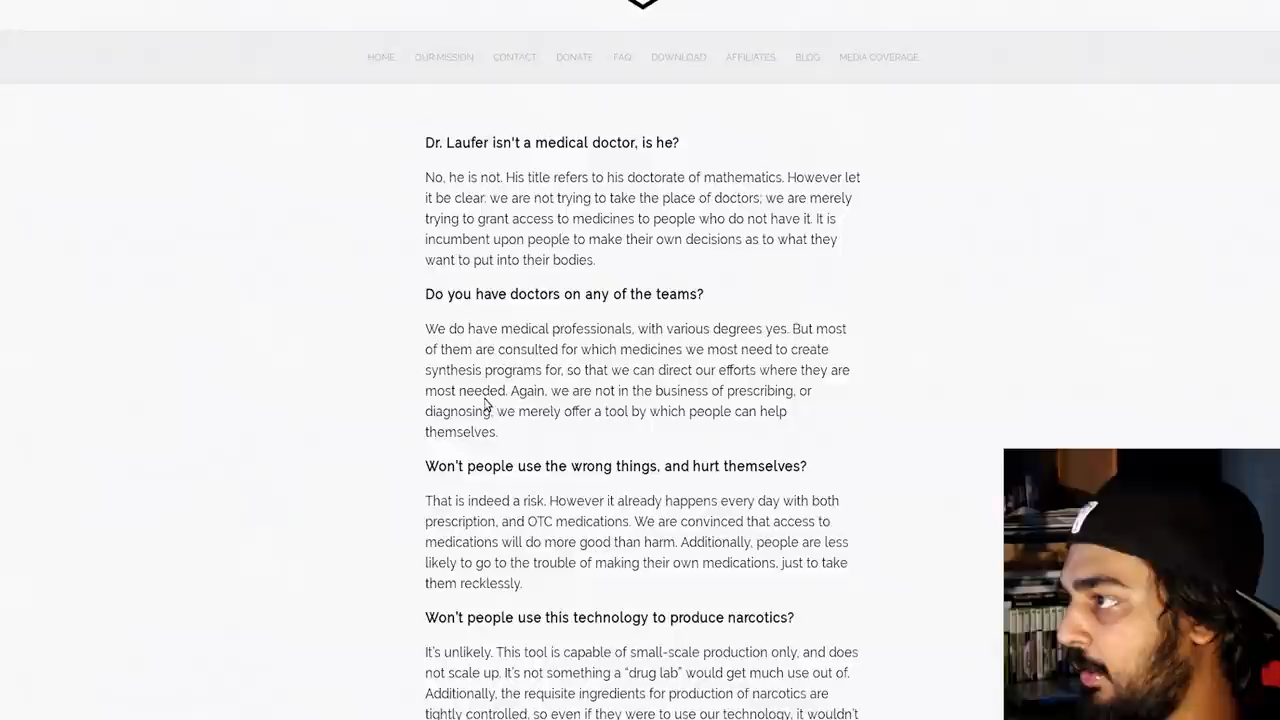 HOME OUR MISSION CONTACT DONATE FAQ DOWNLOAD AFFILIATES BLOG MEDIA COVERAGE
Dr. Laufer isn't a medical doctor, is he?
No, he is not. His title refers to his doctorate of mathematics. However let
it be clear: we are not trying to take the place of doctors; we are merely
trying to grant access to medicines to people who do not have it. It is
incumbent upon people to make their own decisions as to what they
want to put into their bodies.
Do you have doctors on any of the teams?
We do have medical professionals, with various degrees yes. But most
of them are consulted for which medicines we most need to create
synthesis programs for, so that we can direct our efforts where they are
most needed. Again, we are not in the business of prescribing, or
diagnosing, we merely offer a tool by which people can help
themselves.
Won't people use the wrong things, and hurt themselves?
That is indeed a risk. However it already happens every day with both
prescription, and OTC medications. We are convinced that access to
medications will do more good than harm. Additionally, people are less
likely to go to the trouble of making their own medications, just to take
them recklessly.
Won't people use this technology to produce narcotics?
It's unlikely. This tool is capable of small-scale production only, and does
not scale up. It's not something a “drug lab” would get much use out of.
Additionally, the requisite ingredients for production of narcotics are
tightly controlled, so even if they were to use our technology, it wouldn't